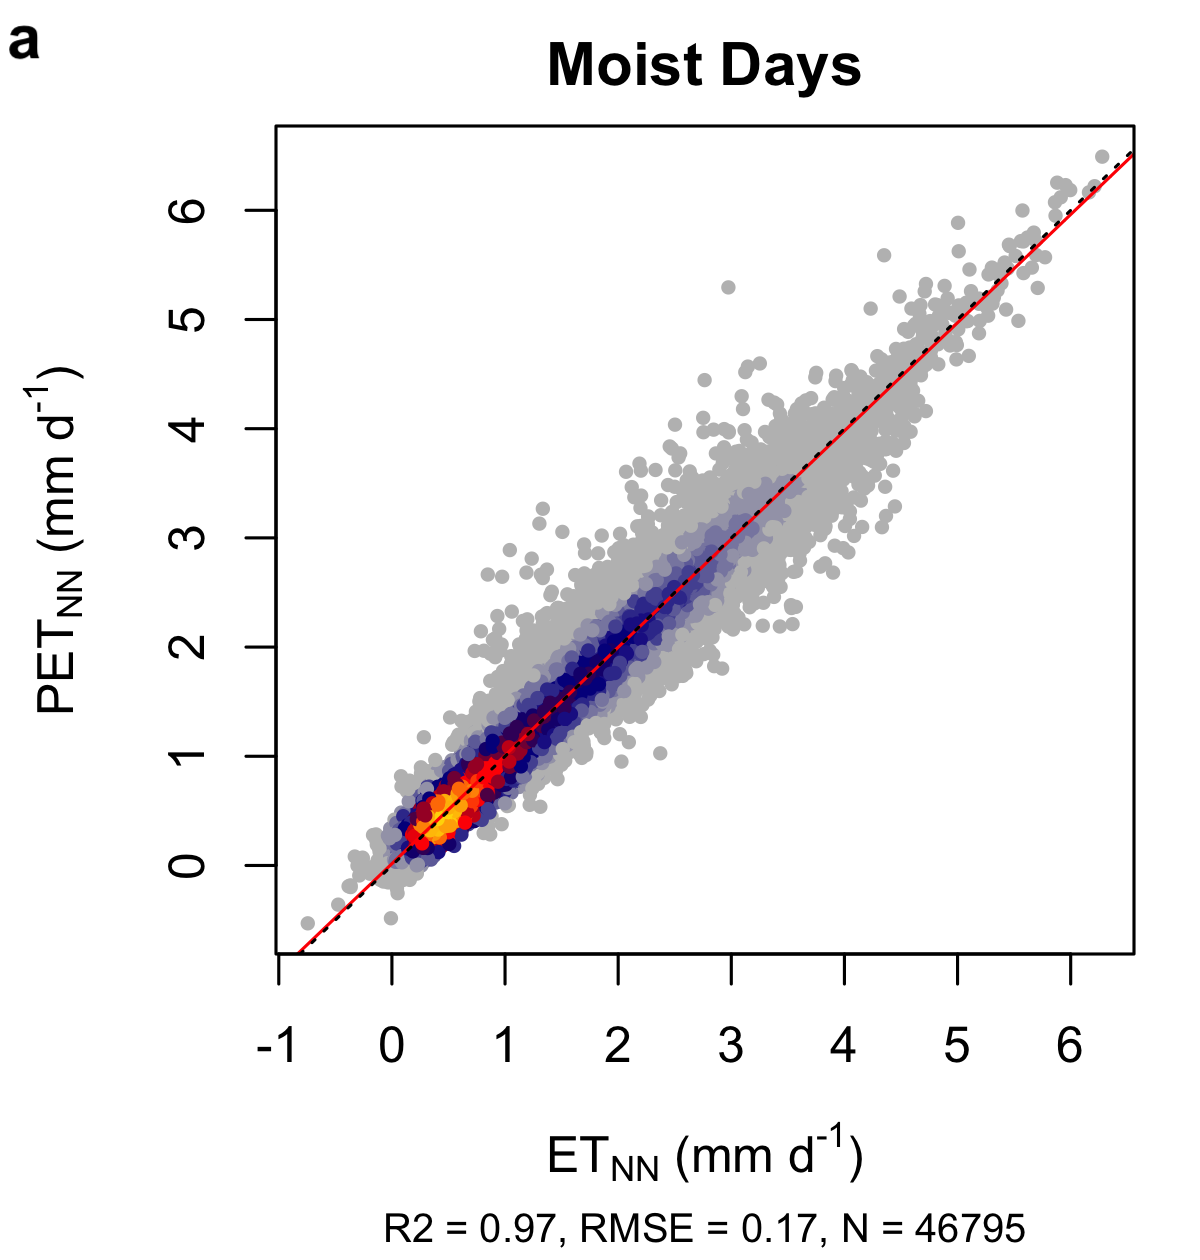 a
Moist Days
PET_NN (mm d^-1)
6
5
4
3
2
1
0
-1 0 1 2 3 4 5 6
ET_NN (mm d^-1)
R2 = 0.97, RMSE = 0.17, N = 46795